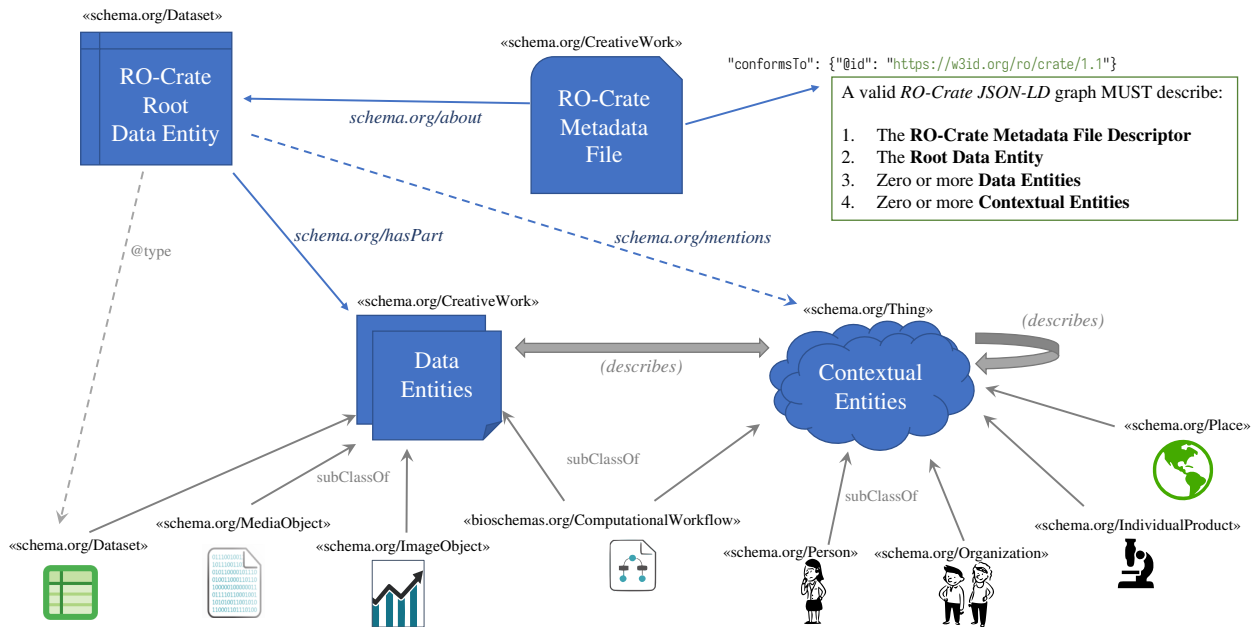 «schema.org/Dataset»
RO-Crate
Root
Data Entity
«schema.org/CreativeWork»
RO-Crate
Metadata
File
"conformsTo": {"@id": "https://w3id.org/ro/crate/1.1"}
A valid RO-Crate JSON-LD graph MUST describe:
1. The RO-Crate Metadata File Descriptor
2. The Root Data Entity
3. Zero or more Data Entities
4. Zero or more Contextual Entities
schema.org/about
schema.org/hasPart
schema.org/mentions
@type
«schema.org/CreativeWork»
Data
Entities
(describes)
«schema.org/Thing»
Contextual
Entities
(describes)
subClassOf
subClassOf
subClassOf
«schema.org/Place»
«schema.org/Dataset»
«schema.org/MediaObject»
«schema.org/ImageObject»
«bioschemas.org/ComputationalWorkflow»
«schema.org/Person»
«schema.org/Organization»
«schema.org/IndividualProduct»